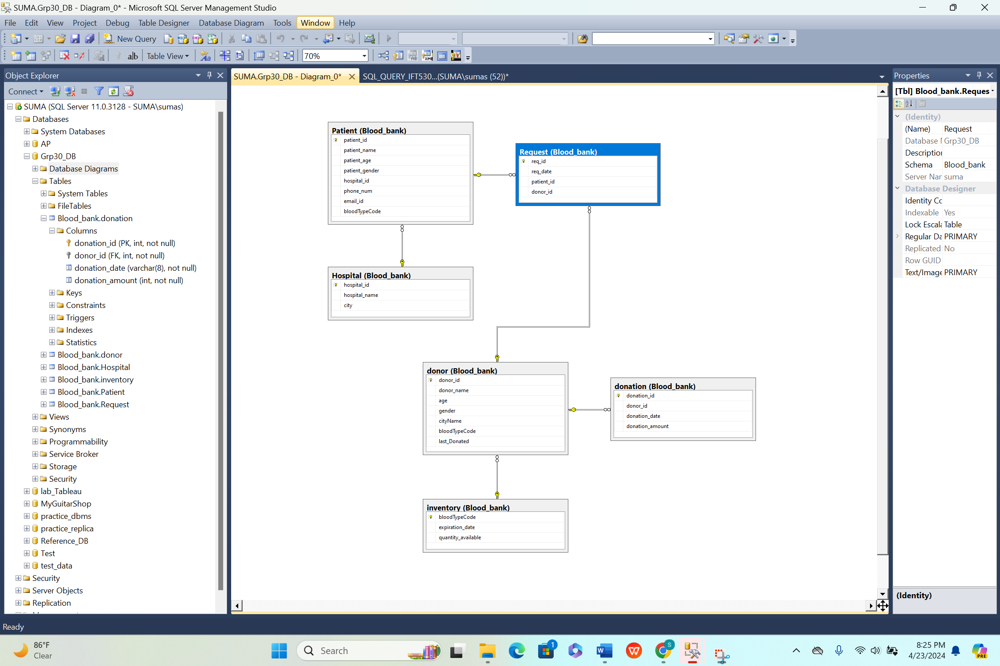 SUMA.Grp30_DB - Diagram_0* - Microsoft SQL Server Management Studio
File Edit View Project Debug Table Designer Database Diagram Tools Window Help
New Query
Table View 70%
Object Explorer
Connect
SUMA (SQL Server 11.0.3128 - SUMA\sumas)
Databases
System Databases
AP
Grp30_DB
Database Diagrams
Tables
System Tables
FileTables
Blood_bank.donation
Columns
donation_id (PK, int, not null)
donor_id (FK, int, not null)
donation_date (varchar(8), not null)
donation_amount (int, not null)
Keys
Constraints
Triggers
Indexes
Statistics
Blood_bank.donor
Blood_bank.Hospital
Blood_bank.inventory
Blood_bank.Patient
Blood_bank.Request
Views
Synonyms
Programmability
Service Broker
Storage
Security
lab_Tableau
MyGuitarShop
practice_dbms
practice_replica
Reference_DB
Test
test_data
Security
Server Objects
Replication
SUMA.Grp30_DB - Diagram_0* SQL_QUERY_IFT530...(SUMA\sumas (52))*
Patient (Blood_bank)
patient_id
patient_name
patient_age
patient_gender
hospital_id
phone_num
email_id
bloodTypeCode
Request (Blood_bank)
req_id
req_date
patient_id
donor_id
Hospital (Blood_bank)
hospital_id
hospital_name
city
donor (Blood_bank)
donor_id
donor_name
age
gender
cityName
bloodTypeCode
last_Donated
donation (Blood_bank)
donation_id
donor_id
donation_date
donation_amount
inventory (Blood_bank)
bloodTypeCode
expiration_date
quantity_available
Properties
[Tbl] Blood_bank.Reques
(Identity)
(Name) Request
Database Grp30_DB
Description
Schema Blood_bank
Server Nar suma
Database Designer
Identity Cc
Indexable Yes
Lock Escala Table
Regular Da PRIMARY
Replicated No
Row GUID
Text/Image PRIMARY
(Identity)
Ready
86°F
Clear
Search
1
S
8:25 PM
4/23/2024
PRE